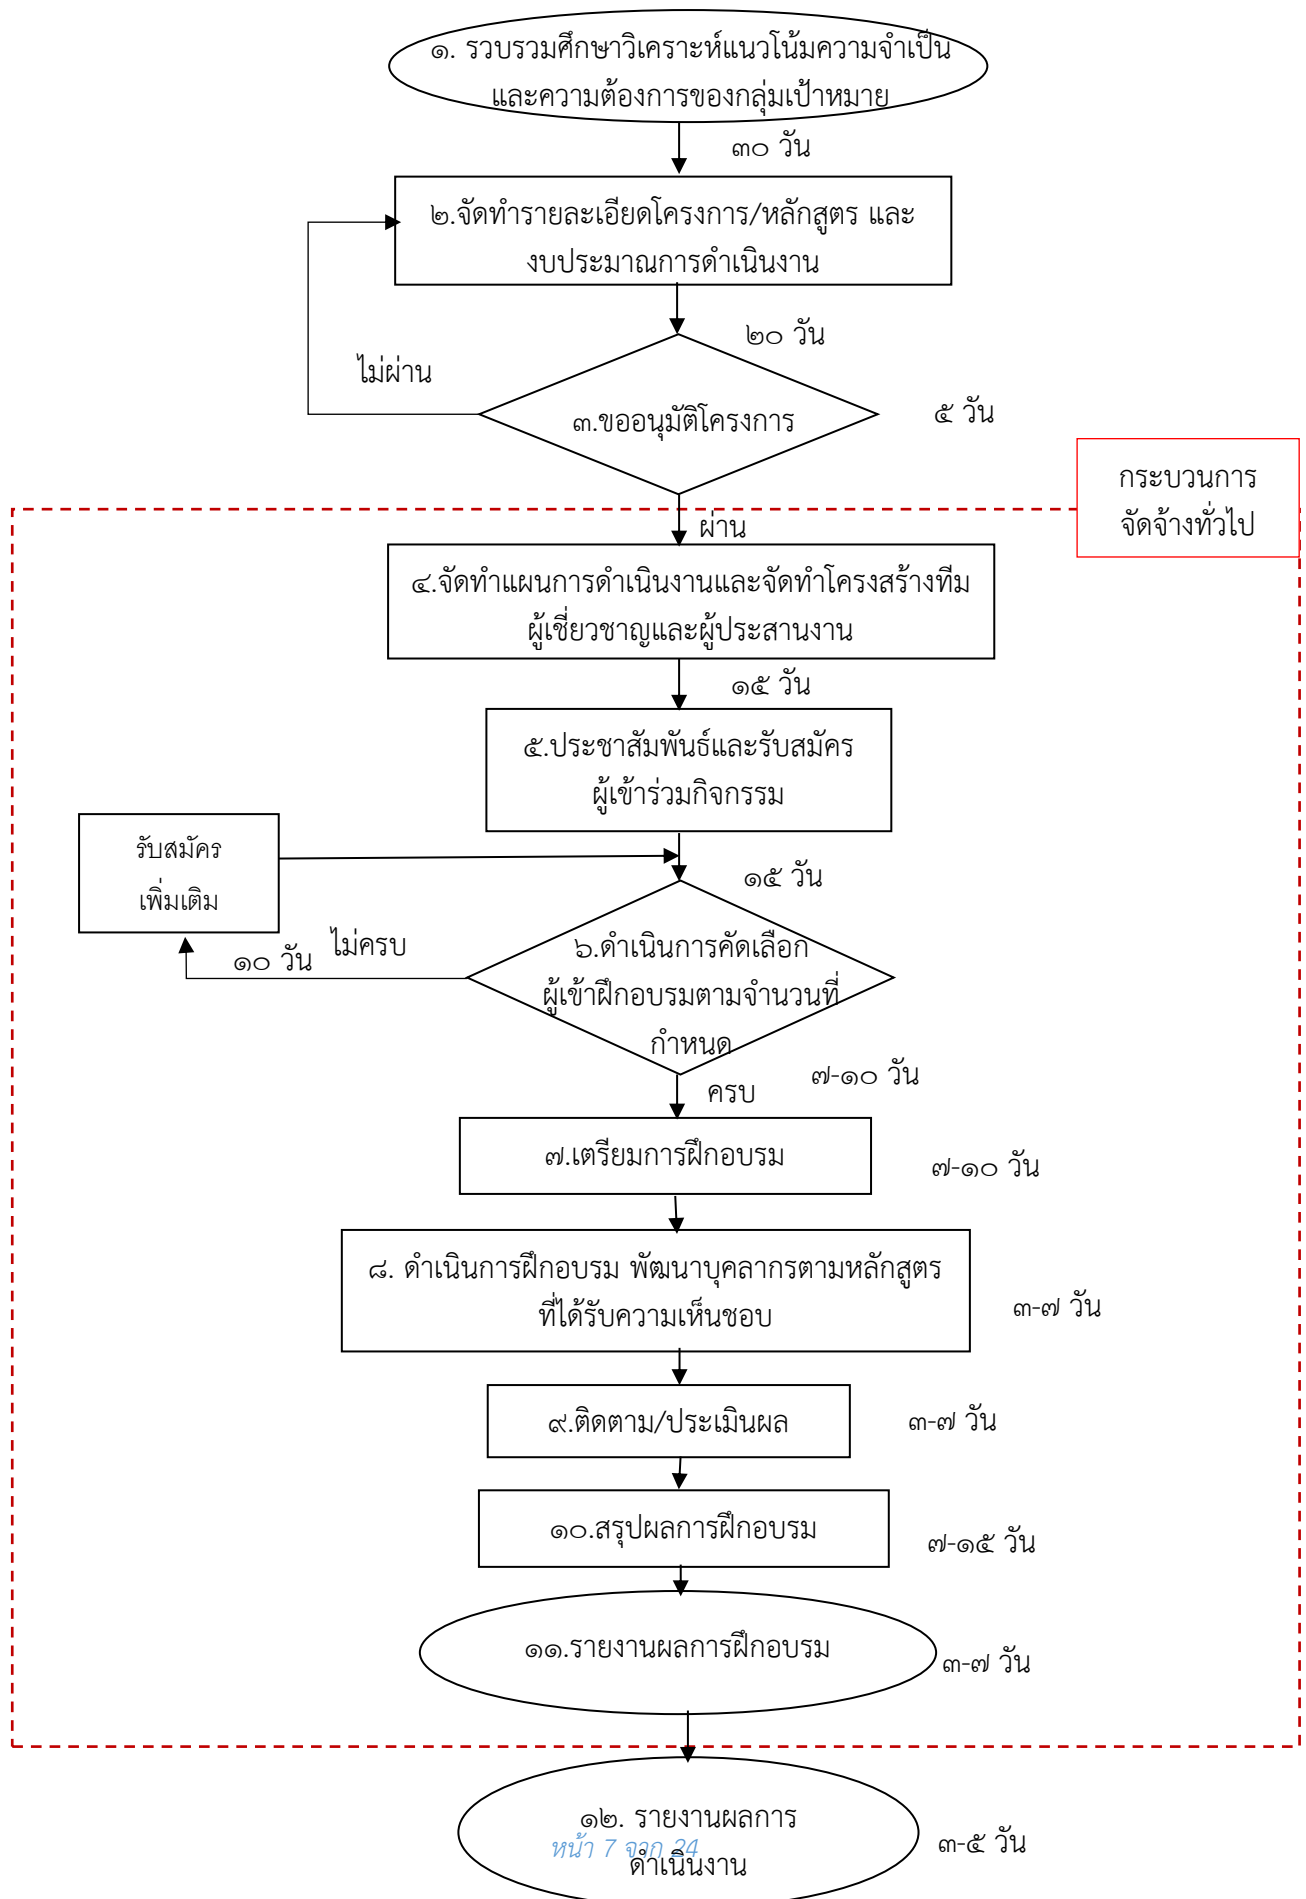 ๑. รวบรวมศึกษาวิเคราะห์แนวโน้มความจำเป็น
และความต้องการของกลุ่มเป้าหมาย
๓๐ วัน
๒.จัดทำรายละเอียดโครงการ/หลักสูตร และ
งบประมาณการดำเนินงาน
๒๐ วัน
ไม่ผ่าน
๓.ขออนุมัติโครงการ
๕ วัน
กระบวนการ
จัดจ้างทั่วไป
ผ่าน
๔.จัดทำแผนการดำเนินงานและจัดทำโครงสร้างทีม
ผู้เชี่ยวชาญและผู้ประสานงาน
๑๕ วัน
๕.ประชาสัมพันธ์และรับสมัคร
ผู้เข้าร่วมกิจกรรม
รับสมัคร
เพิ่มเติม
๑๕ วัน
ไม่ครบ
๑๐ วัน
๖.ดำเนินการคัดเลือก
ผู้เข้าฝึกอบรมตามจำนวนที่
กำหนด
๗-๑๐ วัน
ครบ
๗.เตรียมการฝึกอบรม
๗-๑๐ วัน
๘. ดำเนินการฝึกอบรม พัฒนาบุคลากรตามหลักสูตร
ที่ได้รับความเห็นชอบ
๓-๗ วัน
๙.ติดตาม/ประเมินผล
๓-๗ วัน
๑๐.สรุปผลการฝึกอบรม
๗-๑๕ วัน
๑๑.รายงานผลการฝึกอบรม
๓-๗ วัน
๑๒. รายงานผลการ
ดำเนินงาน
๓-๕ วัน
หน้า 7 จาก 24